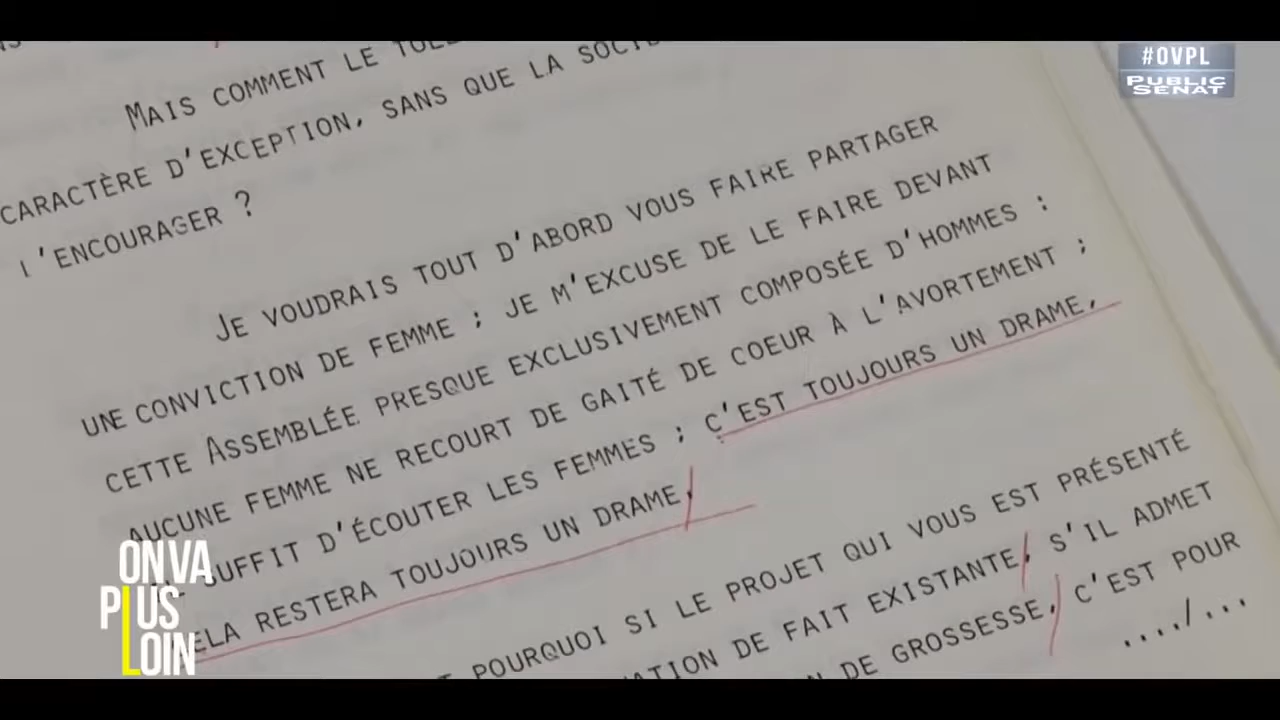 MAIS COMMENT LE
CARACTÈRE D'EXCEPTION, SANS QUE LA
L'ENCOURAGER ?
JE VOUDRAIS TOUT D'ABORD VOUS FAIRE PARTAGER
UNE CONVICTION DE FEMME ; JE M'EXCUSE DE LE FAIRE DEVANT
CETTE ASSEMBLÉE PRESQUE EXCLUSIVEMENT COMPOSÉE D'HOMMES :
AUCUNE FEMME NE RECOURT DE GAITÉ DE COEUR À L'AVORTEMENT ;
SUFFIT D'ÉCOUTER LES FEMMES ; C'EST TOUJOURS UN DRAME,
CELA RESTERA TOUJOURS UN DRAME,
POURQUOI SI LE PROJET QUI VOUS EST PRÉSENTÉ
DE FAIT EXISTANTE, S'IL ADMET
DE GROSSESSE, C'EST POUR
..../...
#OVPL
PUBLIC
SENAT
ON VA
PLUS
LOIN